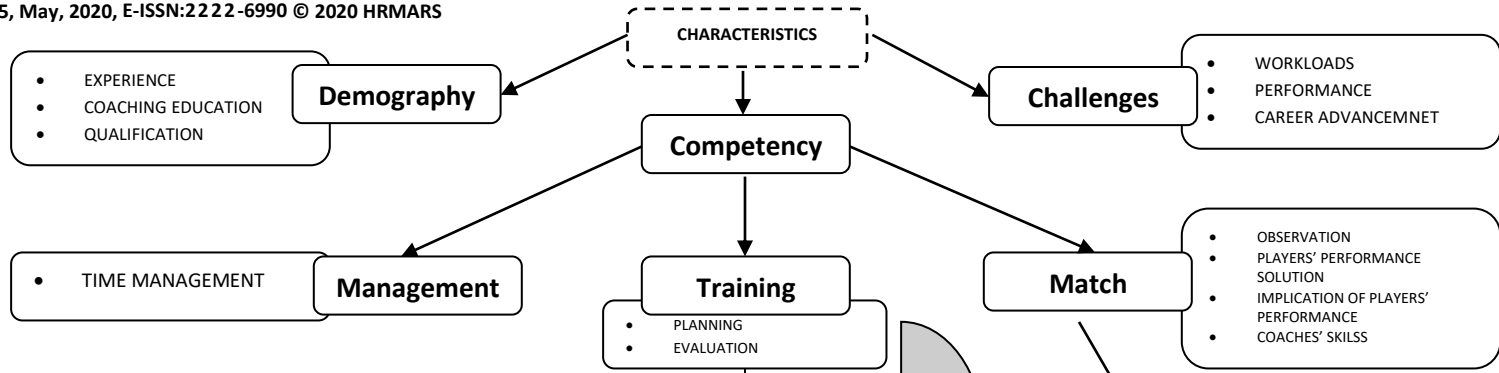 5, May, 2020, E-ISSN:2222-6990 © 2020 HRMARS
CHARACTERISTICS
• EXPERIENCE
• COACHING EDUCATION
• QUALIFICATION
Demography
Challenges
• WORKLOADS
• PERFORMANCE
• CAREER ADVANCEMNET
Competency
• TIME MANAGEMENT
Management
Training
• PLANNING
• EVALUATION
Match
• OBSERVATION
• PLAYERS’ PERFORMANCE
SOLUTION
• IMPLICATION OF PLAYERS’
PERFORMANCE
• COACHES’ SKILSS